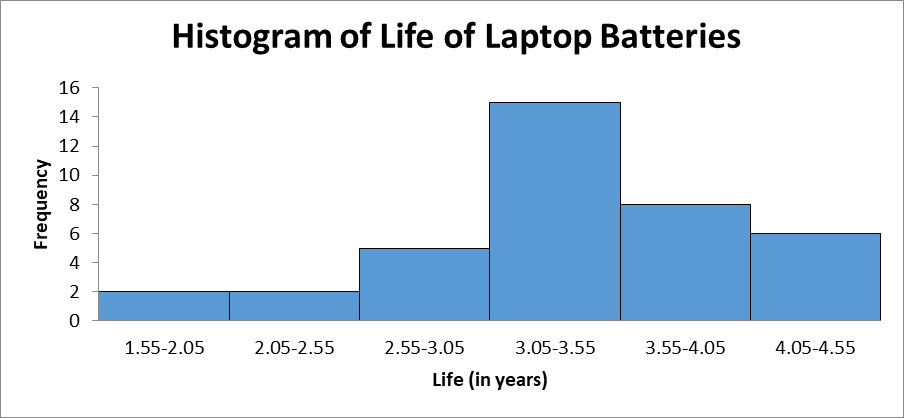 Histogram of Life of Laptop Batteries
Frequency
16
14
12
10
8
6
4
2
0
1.55-2.05 2.05-2.55 2.55-3.05 3.05-3.55 3.55-4.05 4.05-4.55
Life (in years)